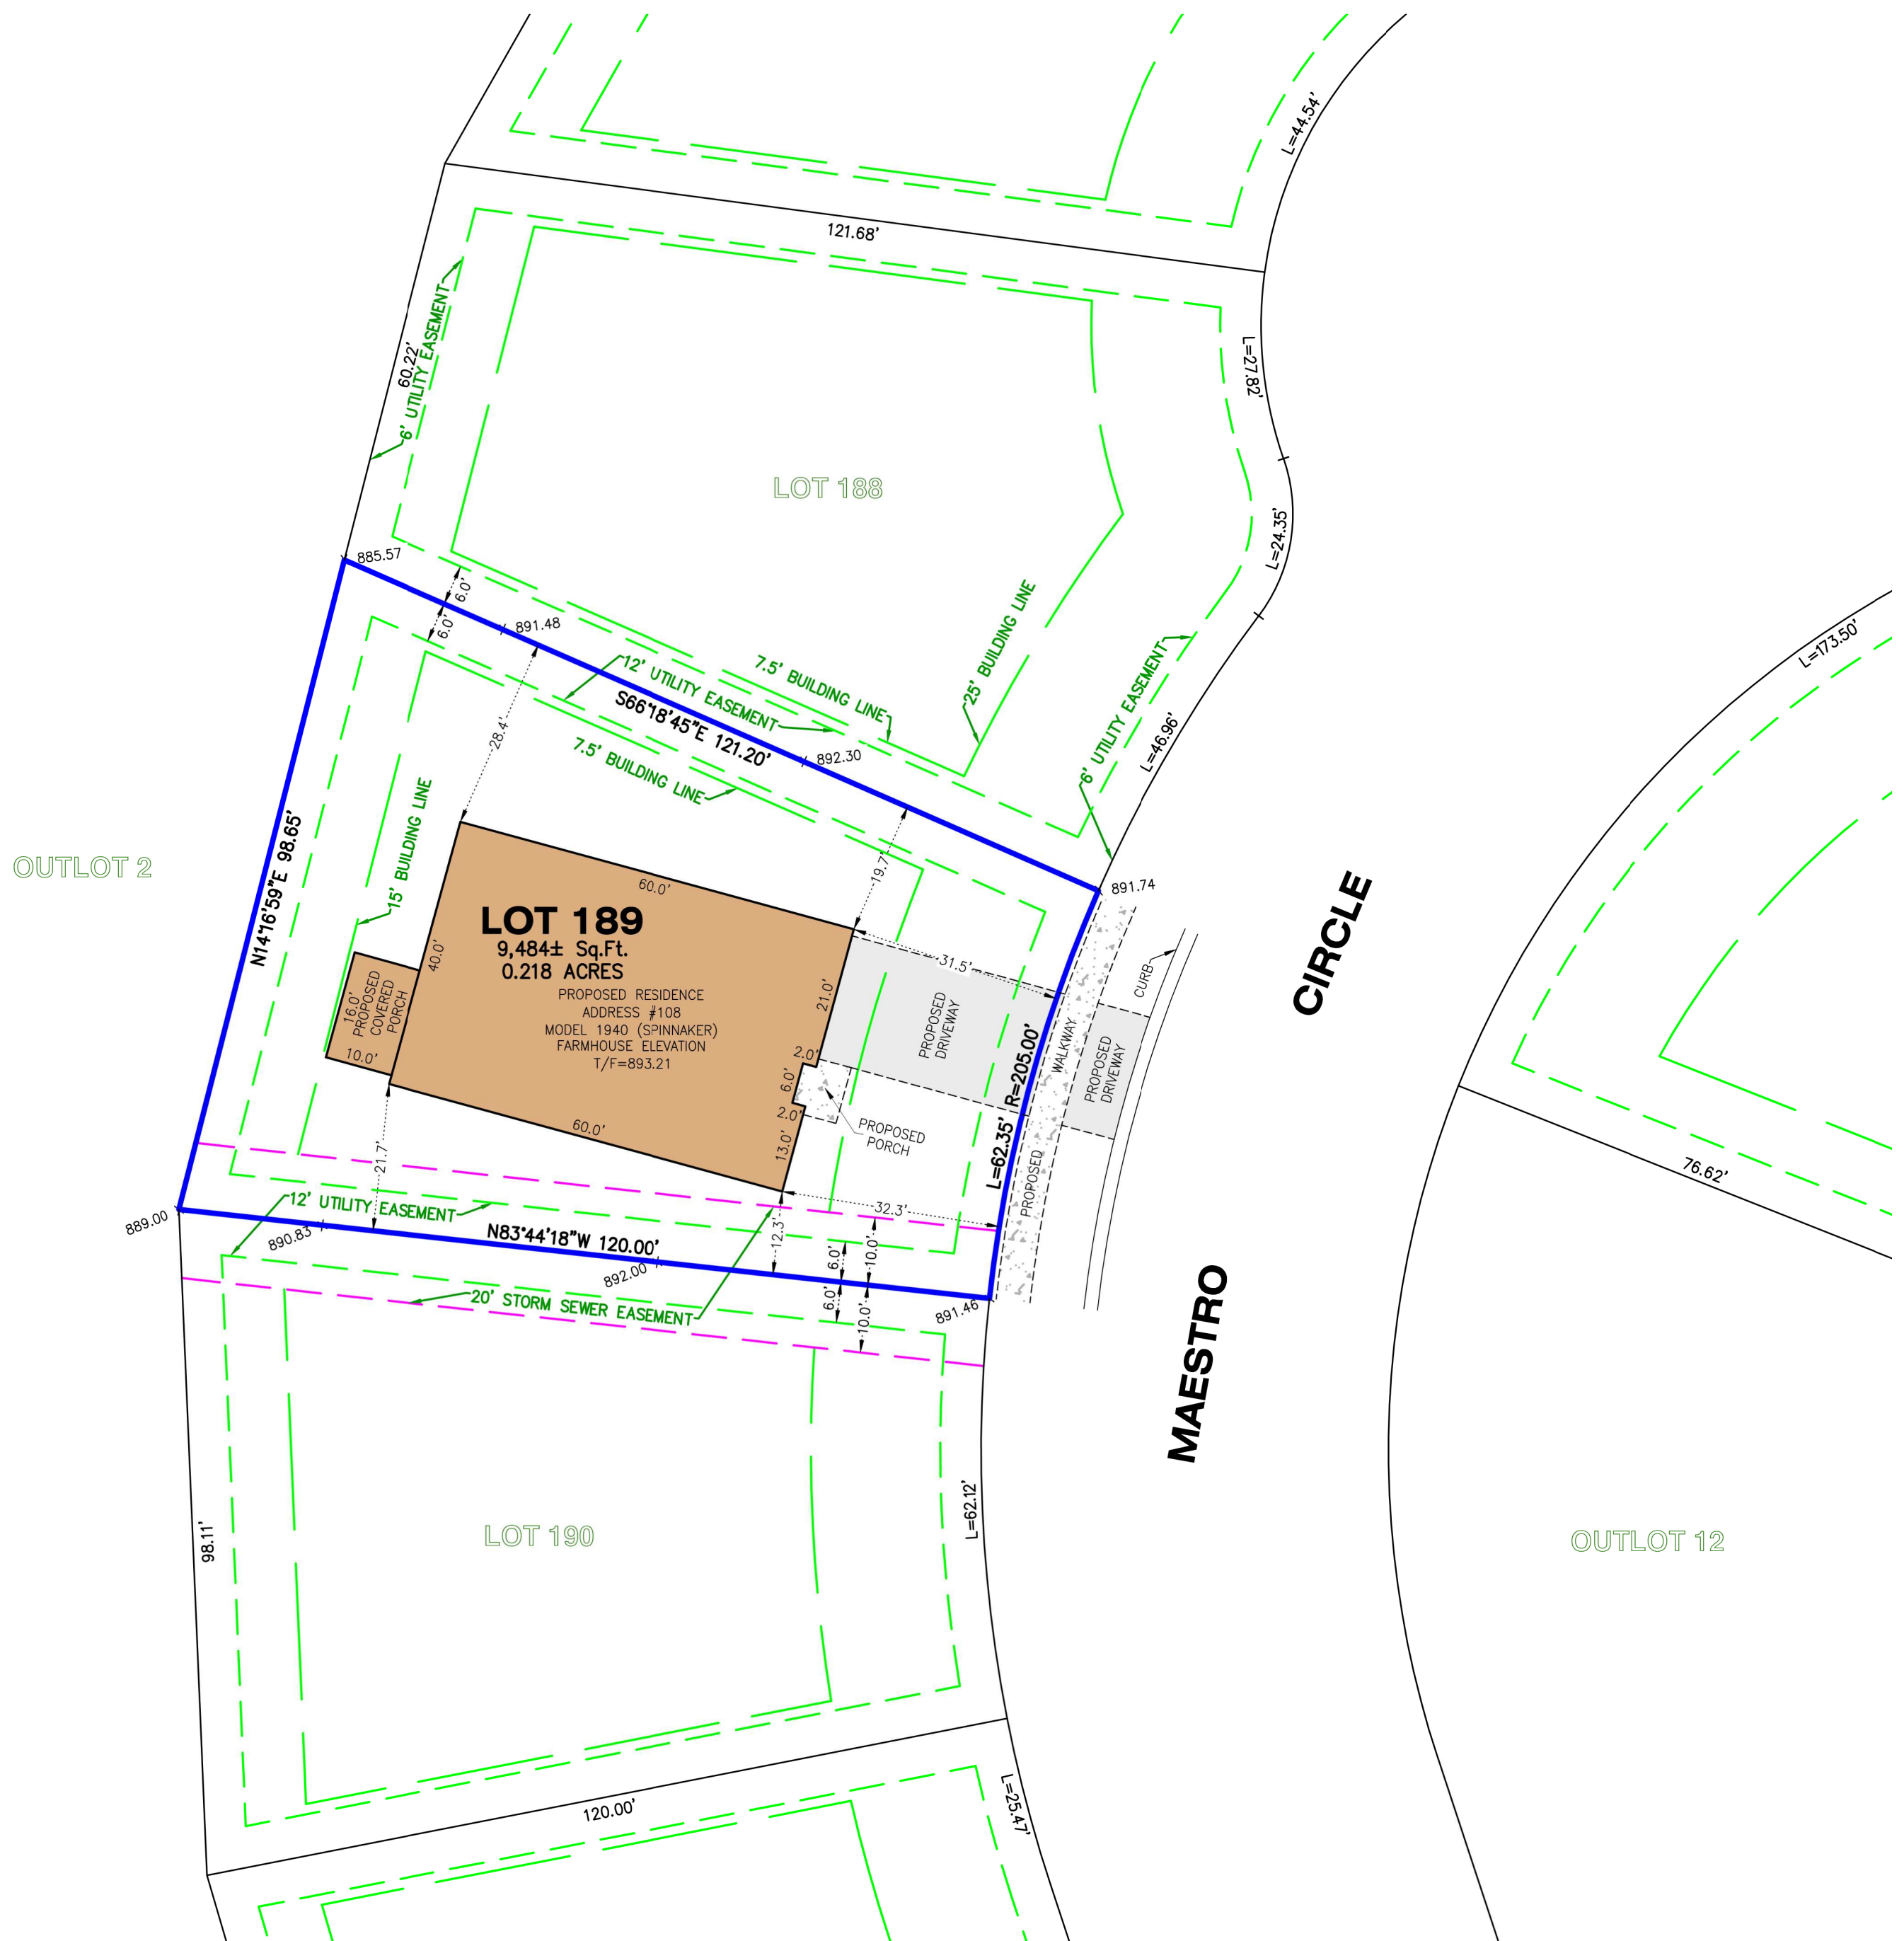 L=44.54'
121.68'
6' UTILITY EASEMENT
60.22'
L=27.82'
LOT 188
L=24.35'
885.57
6.0'
6.0'
891.48
25' BUILDING LINE
7.5' BUILDING LINE
12' UTILITY EASEMENT
S66°18'45"E 121.20'
892.30
7.5' BUILDING LINE
28.4'
6' UTILITY EASEMENT
L=46.96'
L=173.50'
15' BUILDING LINE
N14°16'59"E 98.65'
OUTLOT 2
19.7'
60.0'
891.74
LOT 189
9,484± Sq.Ft.
0.218 ACRES
PROPOSED RESIDENCE
ADDRESS #108
MODEL 1940 (SPINNAKER)
FARMHOUSE ELEVATION
T/F=893.21
40.0'
16.0'
PROPOSED
COVERED
PORCH
10.0'
21.0'
31.5'
PROPOSED
DRIVEWAY
CURB
CIRCLE
2.0'
6.0'
2.0'
13.0'
PROPOSED
PORCH
L=62.35' R=205.00'
PROPOSED WALKWAY
PROPOSED
DRIVEWAY
60.0'
21.7'
76.62'
12' UTILITY EASEMENT
32.3'
889.00
890.83
N83°44'18"W 120.00'
892.00
12.3'
6.0'
10.0'
6.0'
10.0'
891.46
20' STORM SEWER EASEMENT
MAESTRO
LOT 190
98.11'
L=62.12'
OUTLOT 12
120.00'
L=25.47'